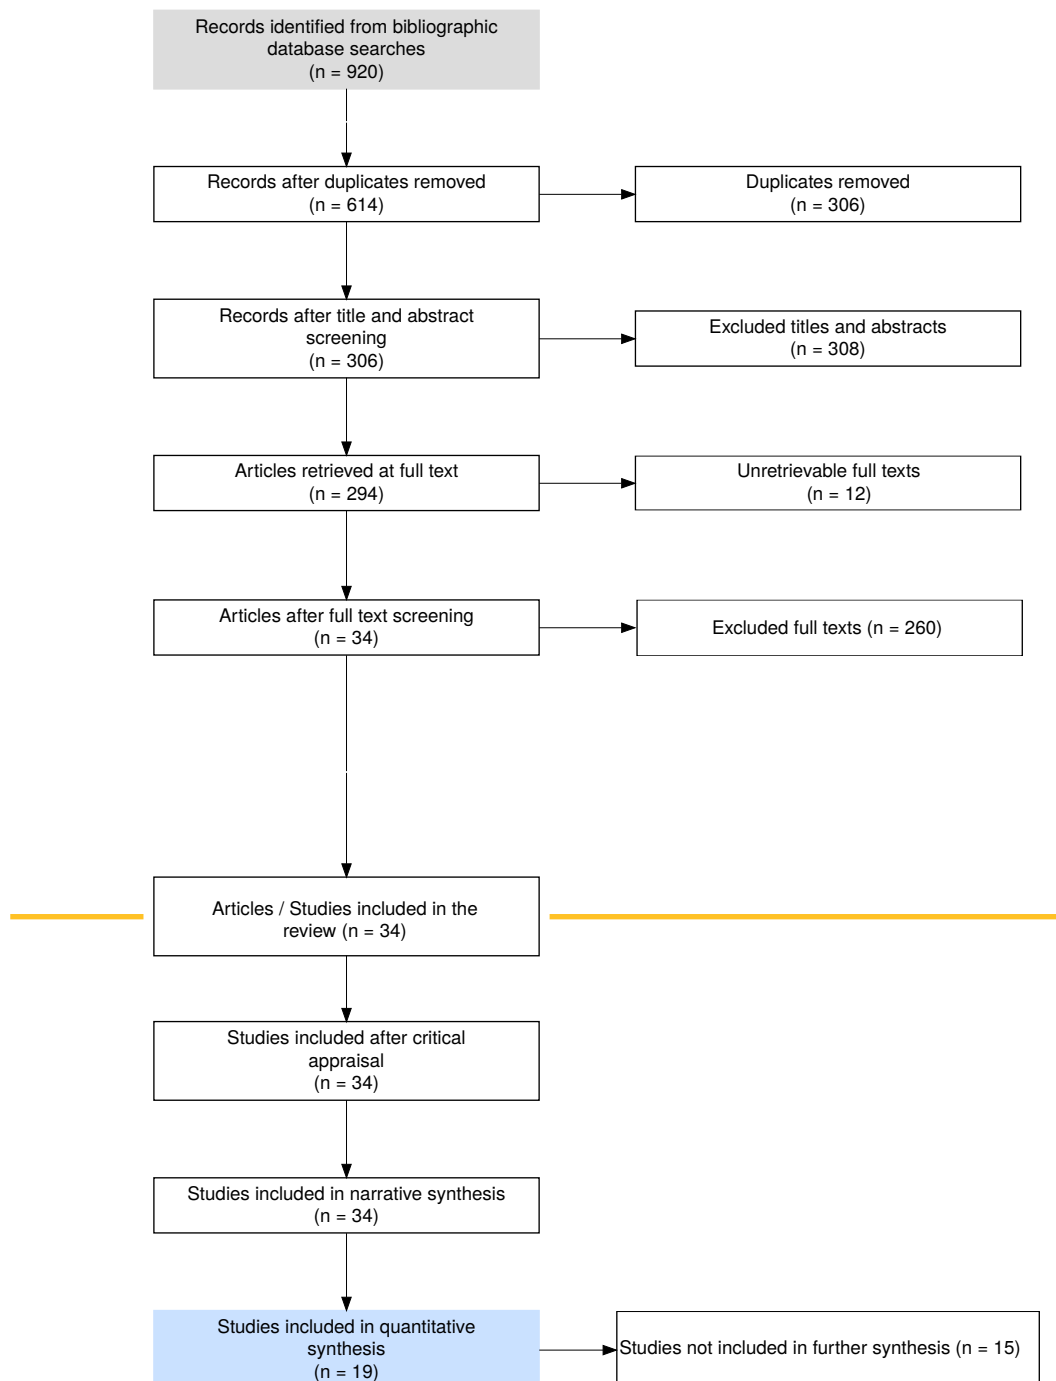 Records identified from bibliographic
database searches
(n = 920)
Records after duplicates removed
(n = 614)
Duplicates removed
(n = 306)
Records after title and abstract
screening
(n = 306)
Excluded titles and abstracts
(n = 308)
Articles retrieved at full text
(n = 294)
Unretrievable full texts
(n = 12)
Articles after full text screening
(n = 34)
Excluded full texts (n = 260)
Articles / Studies included in the
review (n = 34)
Studies included after critical
appraisal
(n = 34)
Studies included in narrative synthesis
(n = 34)
Studies included in quantitative
synthesis
(n = 19)
Studies not included in further synthesis (n = 15)